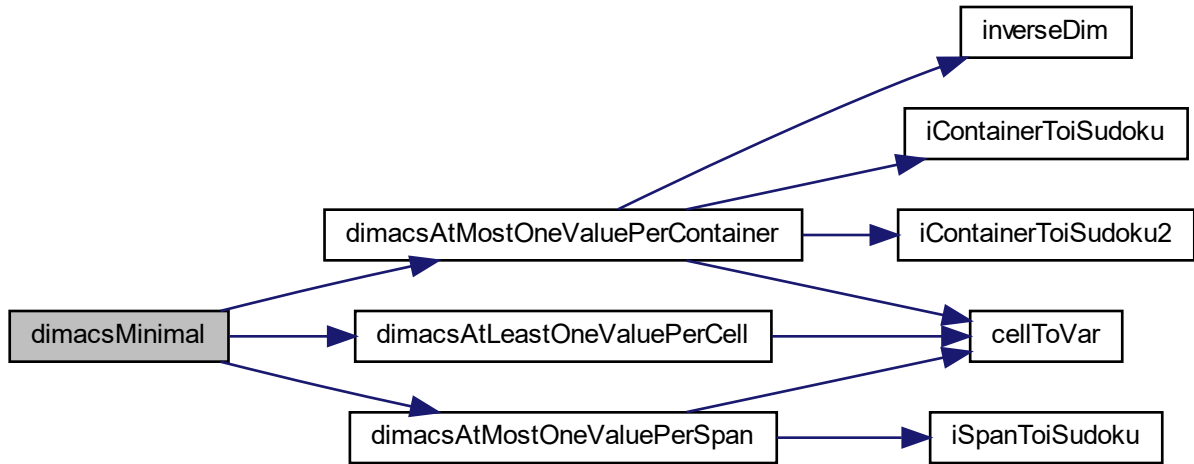 inverseDim
iContainerToiSudoku
dimacsAtMostOneValuePerContainer
iContainerToiSudoku2
dimacsMinimal
dimacsAtLeastOneValuePerCell
cellToVar
dimacsAtMostOneValuePerSpan
iSpanToiSudoku